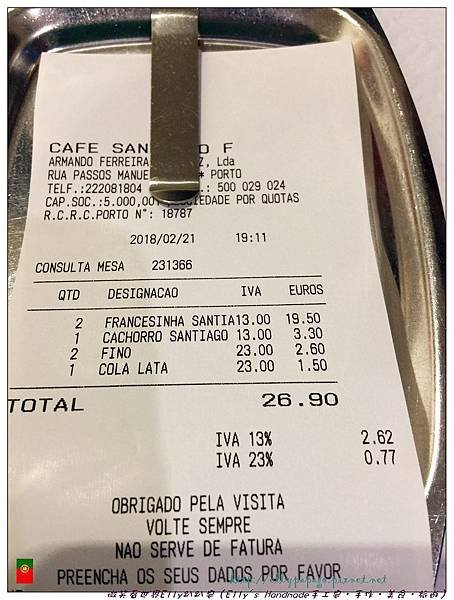 CAFE SAN O F
ARMANDO FERREIRA Z, Lda
RUA PASSOS MANUE * PORTO
TELF.:222081804 .: 500 029 024
CAP.SOC.:5.000,00 IEDADE POR QUOTAS
R.C.R.C.PORTO Nº: 18787
2018/02/21 19:11
CONSULTA MESA 231366
QTD DESIGNACAO IVA EUROS
2 FRANCESINHA SANTIA13.00 19.50
1 CACHORRO SANTIAGO 13.00 3.30
2 FINO 23.00 2.60
1 COLA LATA 23.00 1.50
TOTAL 26.90
IVA 13% 2.62
IVA 23% 0.77
OBRIGADO PELA VISITA
VOLTE SEMPRE
NAO SERVE DE FATURA
PREENCHA OS SEUS DADOS POR FAVOR